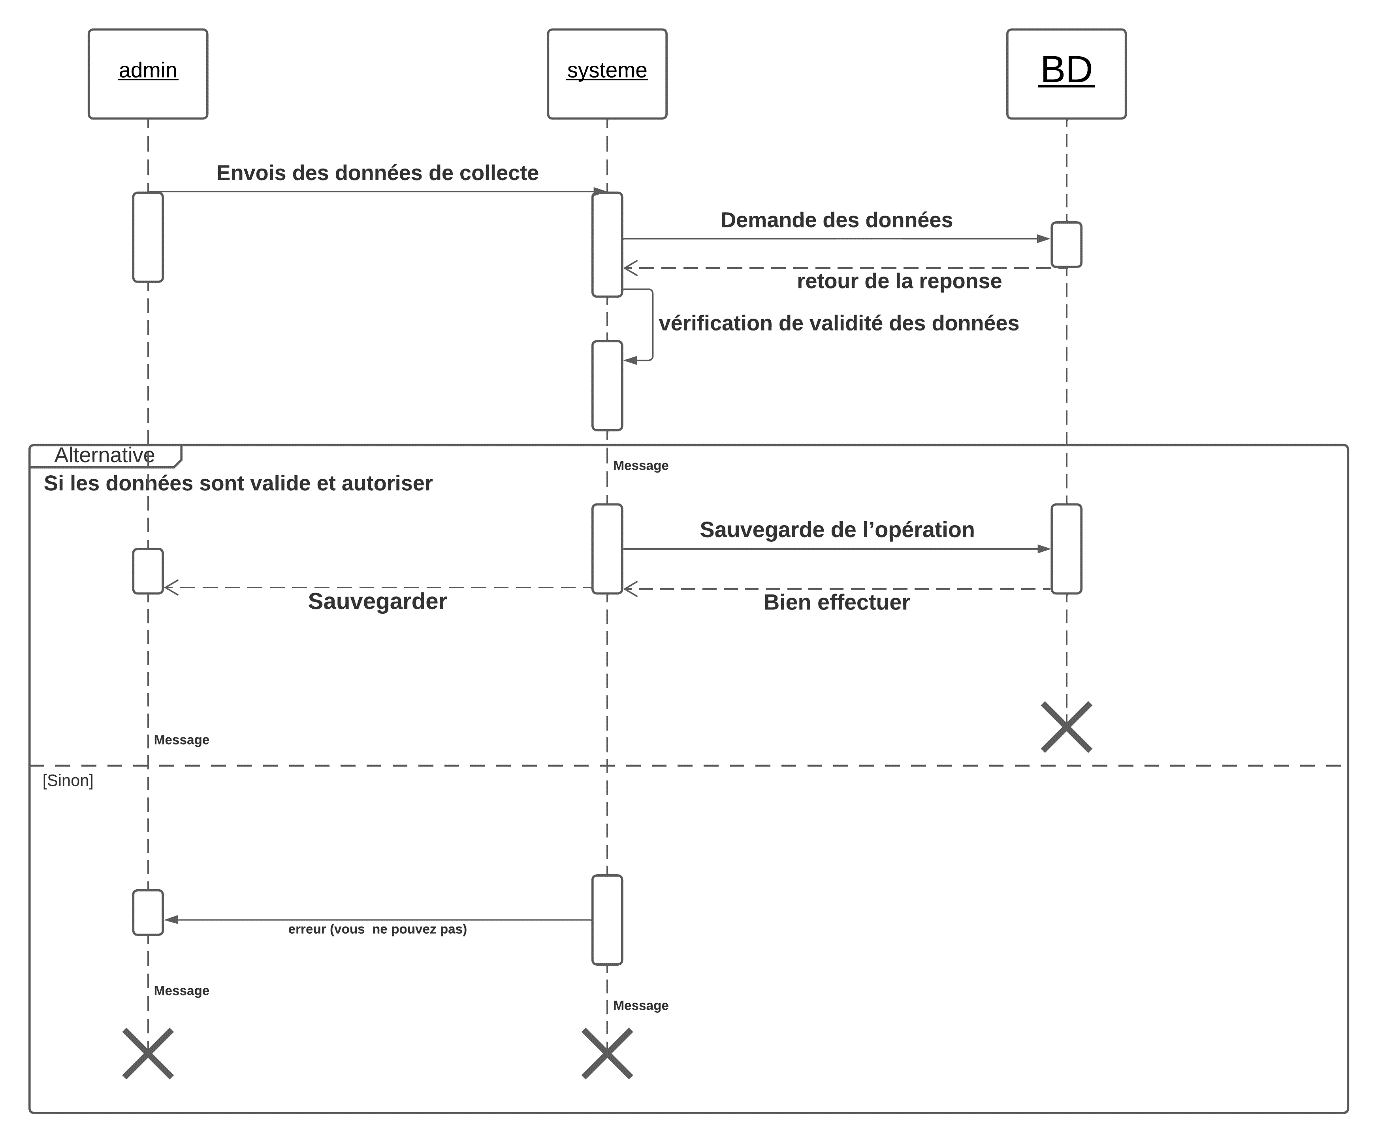 admin
systeme
BD
Envois des données de collecte
Demande des données
retour de la reponse
vérification de validité des données
Alternative
Message
Si les données sont valide et autoriser
Sauvegarde de l’opération
Sauvegarder
Bien effectuer
Message
[Sinon]
erreur (vous ne pouvez pas)
Message
Message